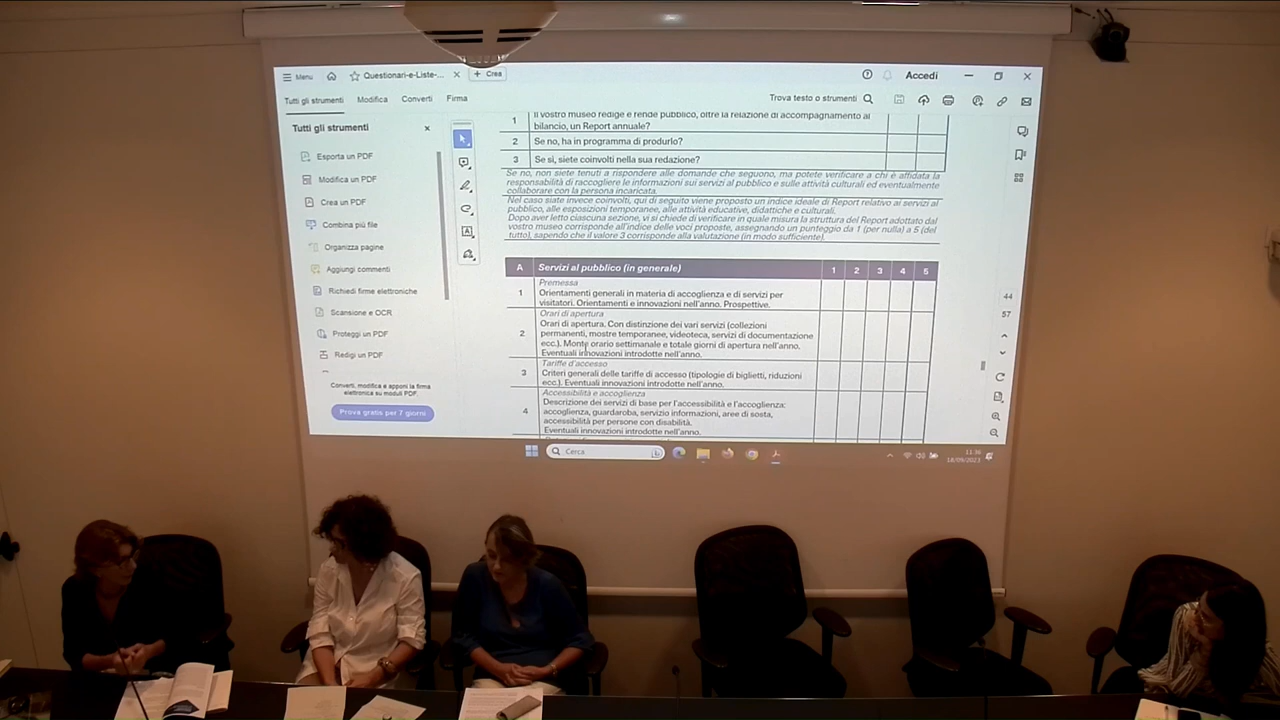 Menu
Questionari-e-Liste-...
Crea
Accedi
Tutti gli strumenti
Modifica
Converti
Firma
Trova testo o strumenti
Tutti gli strumenti
Esporta un PDF
Modifica un PDF
Crea un PDF
Combina più file
Organizza pagine
Aggiungi commenti
Richiedi firme elettroniche
Scansione e OCR
Proteggi un PDF
Redigi un PDF
Converti, modifica e apponi la firma
elettronica su moduli PDF.
Prova gratis per 7 giorni
1 Il vostro museo redige e rende pubblico, oltre la relazione di accompagnamento al
bilancio, un Report annuale?
2 Se no, ha in programma di produrlo?
3 Se si, siete coinvolti nella sua redazione?
Se no, non siete tenuti a rispondere alle domande che seguono, ma potete verificare a chi è affidata la
responsabilità di raccogliere le informazioni sui servizi al pubblico e sulle attività culturali ed eventualmente
collaborare con la persona incaricata.
Nel caso siate invece coinvolti, qui di seguito viene proposto un indice ideale di Report relativo ai servizi al
pubblico, alle esposizioni temporanee, alle attività educative, didattiche e culturali.
Dopo aver letto ciascuna sezione, vi si chiede di verificare in quale misura la struttura del Report adottato dal
vostro museo corrisponde all'indice delle voci proposte, assegnando un punteggio da 1 (per nulla) a 5 (del
tutto), sapendo che il valore 3 corrisponde alla valutazione (in modo sufficiente).
A Servizi al pubblico (in generale) 1 2 3 4 5
Premessa
1 Orientamenti generali in materia di accoglienza e di servizi per
visitatori. Orientamenti e innovazioni nell'anno. Prospettive.
Orari di apertura
2 Orari di apertura. Con distinzione dei vari servizi (collezioni
permanenti, mostre temporanee, videoteca, servizi di documentazione
ecc.). Monte orario settimanale e totale giorni di apertura nell'anno.
Eventuali innovazioni introdotte nell'anno.
Tariffe d'accesso
3 Criteri generali delle tariffe di accesso (tipologie di biglietti, riduzioni
ecc.). Eventuali innovazioni introdotte nell'anno.
Accessibilità e accoglienza
4 Descrizione dei servizi di base per l'accessibilità e l'accoglienza:
accoglienza, guardaroba, servizio informazioni, aree di sosta,
accessibilità per persone con disabilità.
Eventuali innovazioni introdotte nell'anno.
44
57
Cerca
11:36
18/09/2023